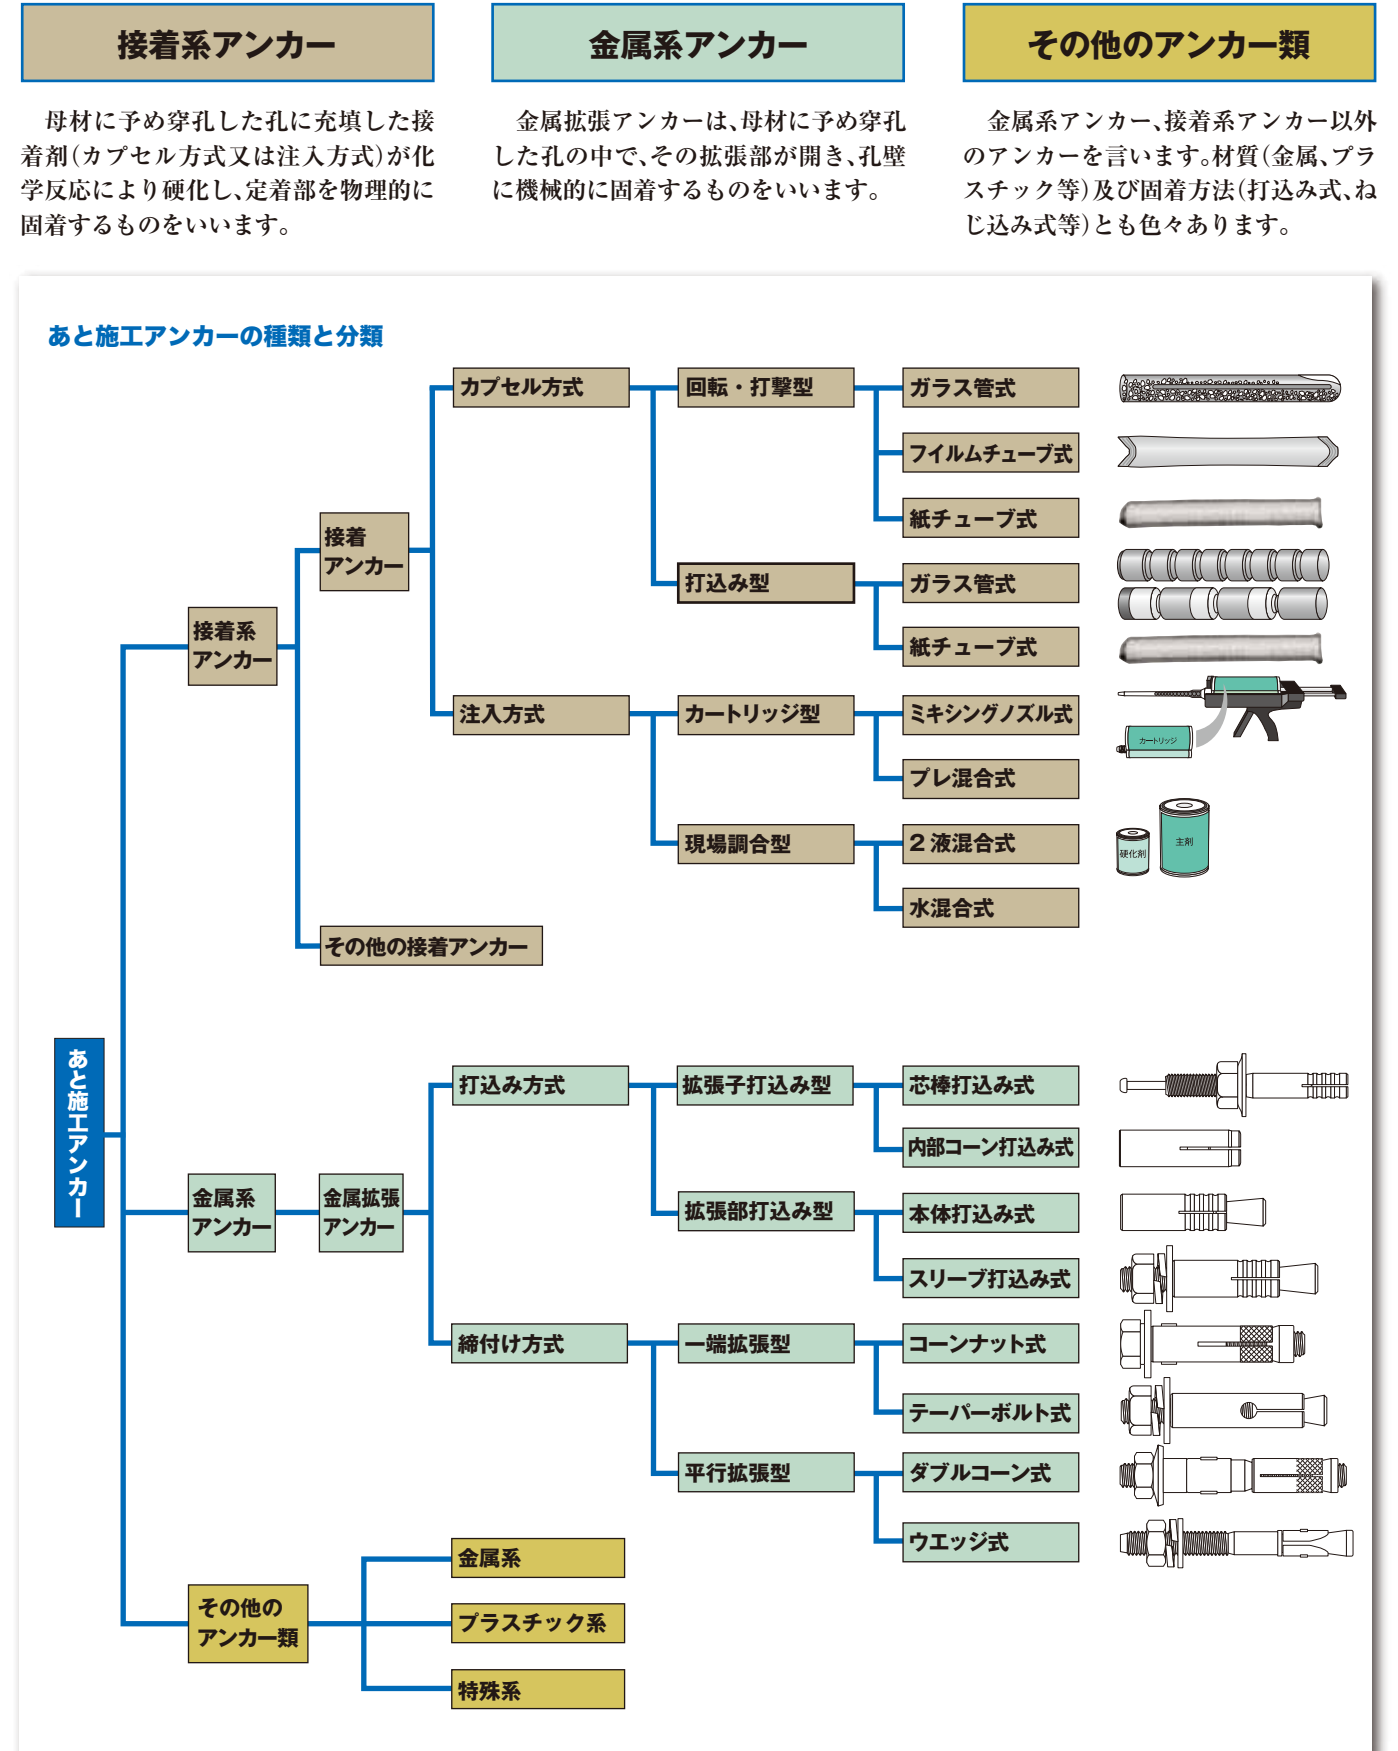 接着系アンカー
母材に予め穿孔した孔に充填した接
着剤(カプセル方式又は注入方式)が化
学反応により硬化し、定着部を物理的に
固着するものをいいます。
金属系アンカー
金属拡張アンカーは、母材に予め穿孔
した孔の中で、その拡張部が開き、孔壁
に機械的に固着するものをいいます。
その他のアンカー類
金属系アンカー、接着系アンカー以外
のアンカーを言います。材質(金属、プラ
スチック等)及び固着方法(打込み式、ね
じ込み式等)とも色々あります。
あと施工アンカーの種類と分類
あと施工アンカー
接着系
アンカー
接着
アンカー
カプセル方式
回転・打撃型
ガラス管式
フイルムチューブ式
紙チューブ式
打込み型
ガラス管式
紙チューブ式
注入方式
カートリッジ型
ミキシングノズル式
カートリッジ
プレ混合式
現場調合型
2液混合式
硬化剤
主剤
水混合式
その他の接着アンカー
金属系
アンカー
金属拡張
アンカー
打込み方式
拡張子打込み型
芯棒打込み式
内部コーン打込み式
拡張部打込み型
本体打込み式
スリーブ打込み式
締付け方式
一端拡張型
コーンナット式
テーパーボルト式
平行拡張型
ダブルコーン式
ウエッジ式
その他の
アンカー類
金属系
プラスチック系
特殊系